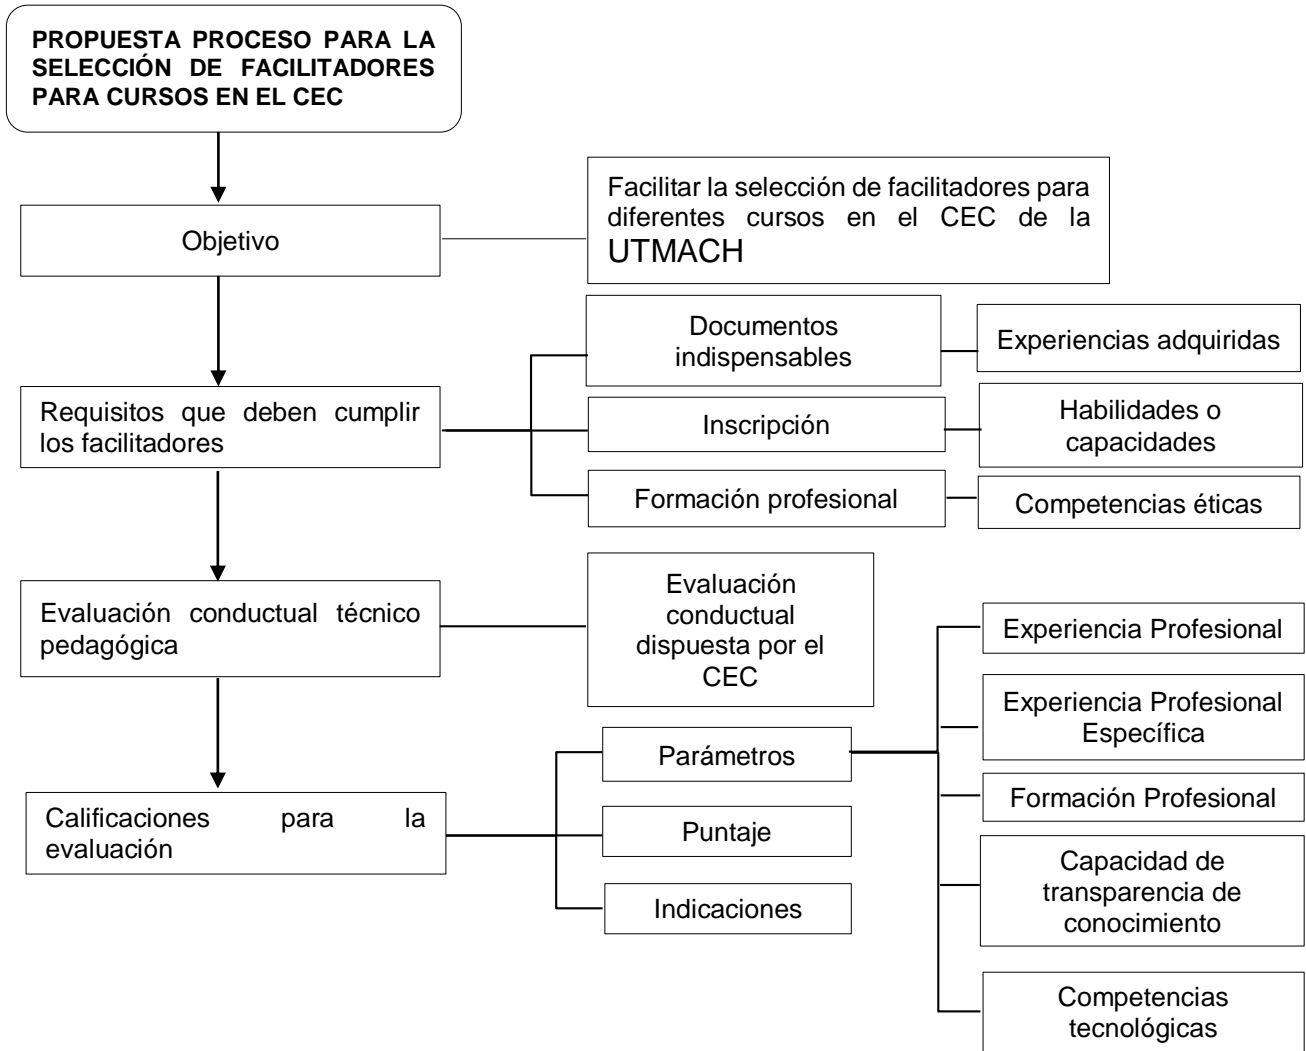 PROPUESTA PROCESO PARA LA
SELECCIÓN DE FACILITADORES
PARA CURSOS EN EL CEC
Objetivo
Facilitar la selección de facilitadores para
diferentes cursos en el CEC de la
UTMACH
Requisitos que deben cumplir
los facilitadores
Documentos
indispensables
Experiencias adquiridas
Inscripción
Habilidades o
capacidades
Formación profesional
Competencias éticas
Evaluación conductual técnico
pedagógica
Evaluación
conductual
dispuesta por el
CEC
Calificaciones para la
evaluación
Parámetros
Puntaje
Indicaciones
Experiencia Profesional
Experiencia Profesional
Específica
Formación Profesional
Capacidad de
transparencia de
conocimiento
Competencias
tecnológicas